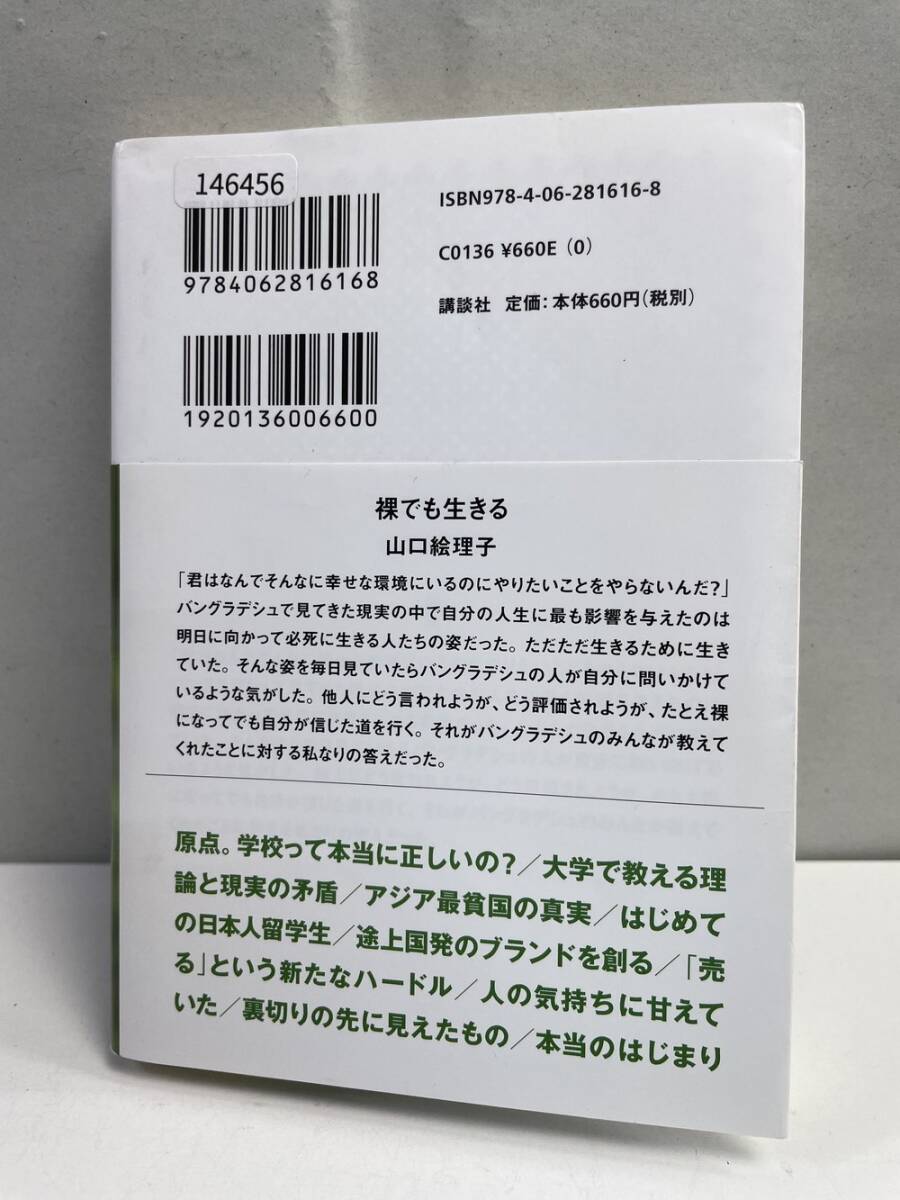 146456
9784062816168
1920136006600
ISBN978-4-06-281616-8
C0136 ¥660E (0)
講談社 定価:本体660円(税別)
裸でも生きる
山口絵理子
「君はなんでそんなに幸せな環境にいるのにやりたいことをやらないんだ?」
バングラデシュで見てきた現実の中で自分の人生に最も影響を与えたのは
明日に向かって必死に生きる人たちの姿だった。ただただ生きるために生き
ていた。そんな姿を毎日見ていたらバングラデシュの人が自分に問いかけて
いるような気がした。他人にどう言われようが、どう評価されようが、たとえ裸
になってでも自分が信じた道を行く。それがバングラデシュのみんなが教えて
くれたことに対する私なりの答えだった。
原点。学校って本当に正しいの?/大学で教える理
論と現実の矛盾/アジア最貧国の真実/はじめて
の日本人留学生/途上国発のブランドを創る/「売
る」という新たなハードル/人の気持ちに甘えて
いた/裏切りの先に見えたもの/本当のはじまり